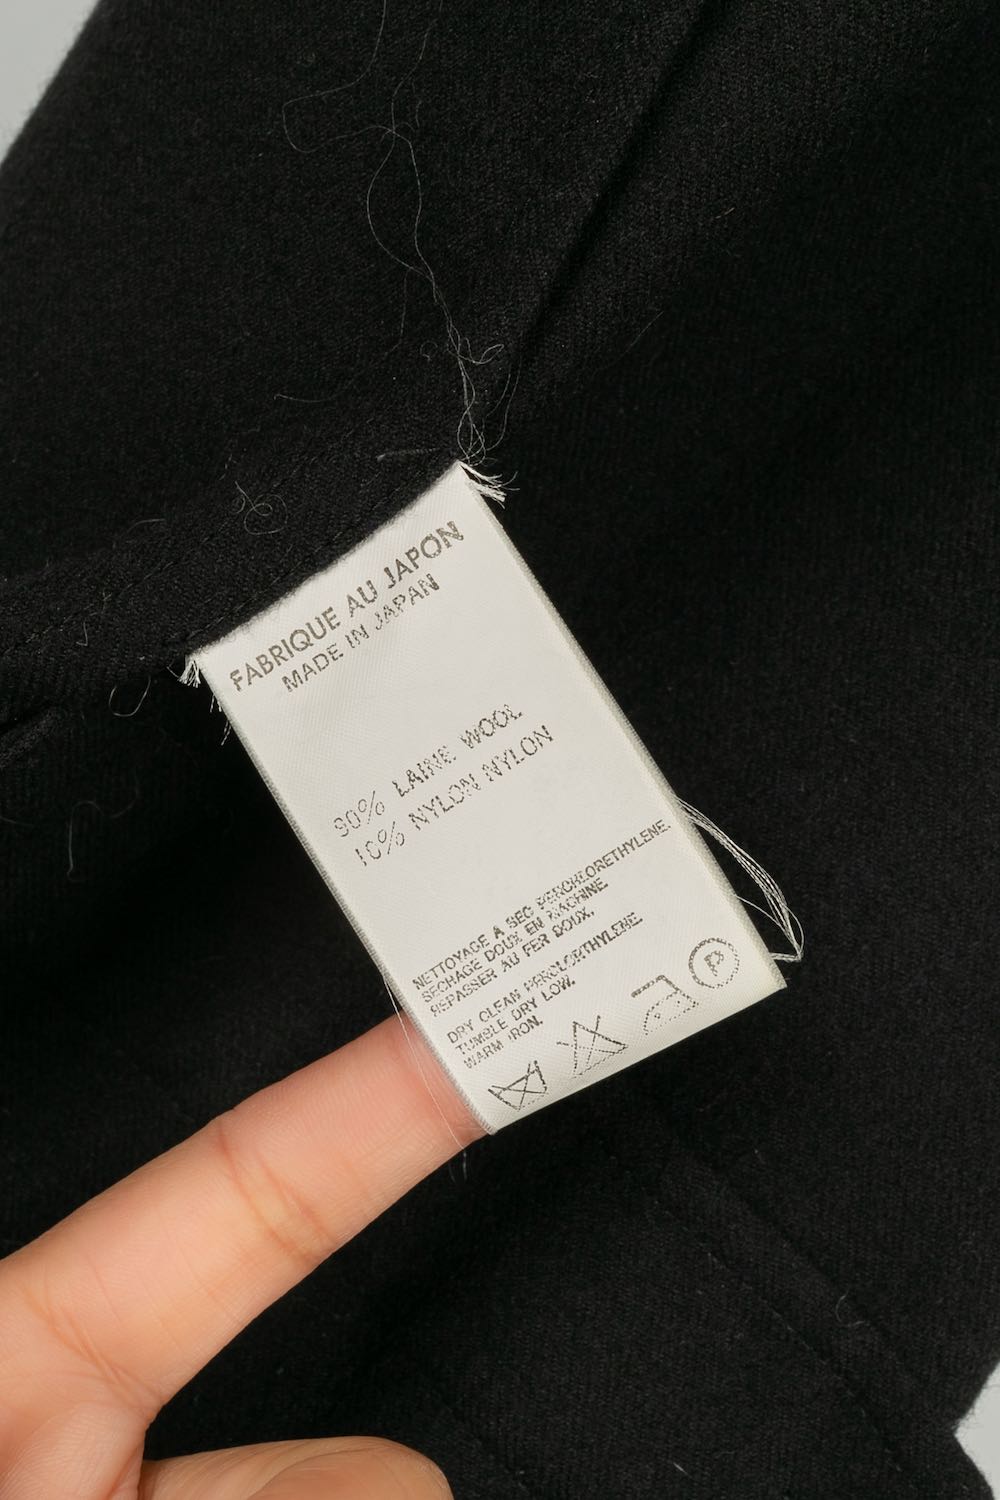 FABRIQUE AU JAPON
MADE IN JAPAN
90% LAINE WOOL
10% NYLON NYLON
NETTOYAGE A SEC PERCHLORETHYLENE.
SECHAGE DOUX EN MACHINE.
REPASSER AU FER DOUX.
DRY CLEAN PERCLORTHYLENE.
TUMBLE DRY LOW.
WARM IRON.
P